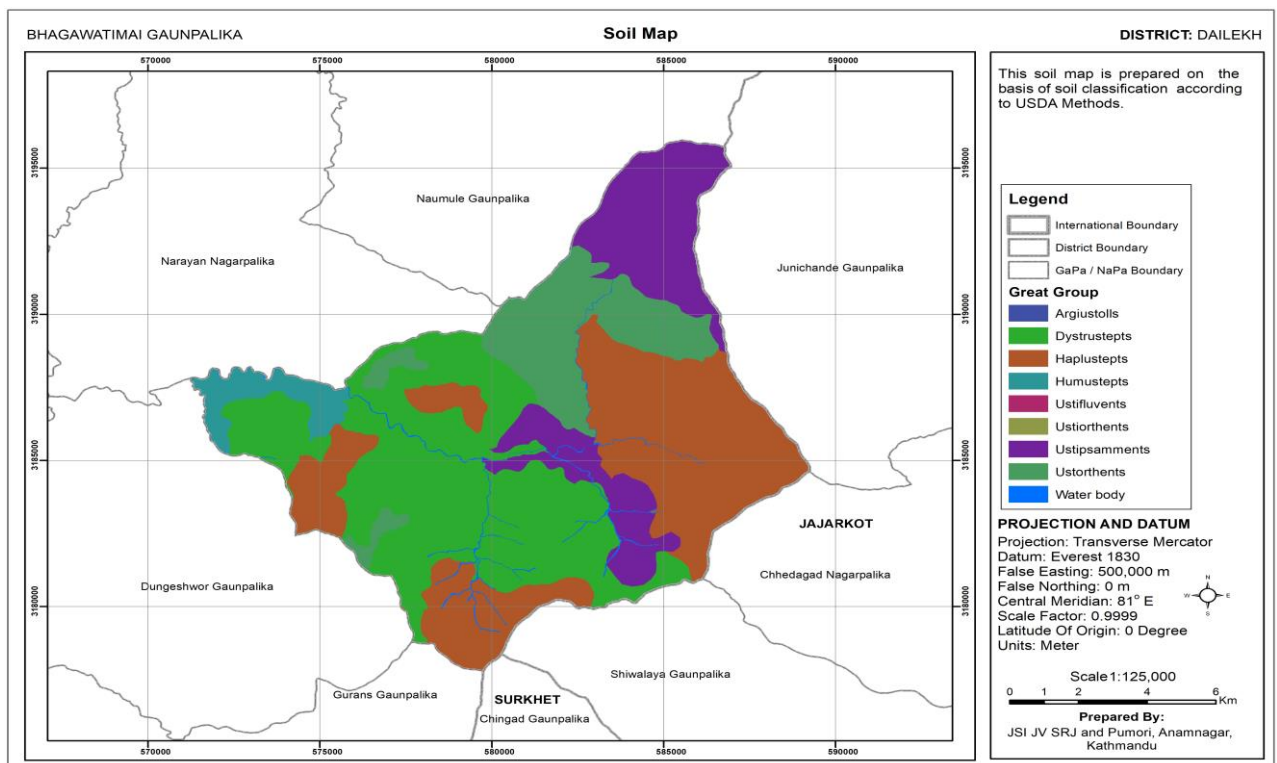 BHAGAWATIMAI GAUNPALIKA
Soil Map
DISTRICT: DAILEKH
570000
575000
580000
585000
590000
3195000
3190000
3185000
3180000
3195000
3190000
3185000
3180000
Naumule Gaunpalika
Narayan Nagarpalika
Junichande Gaunpalika
JAJARKOT
Chhedagad Nagarpalika
Dungeshwor Gaunpalika
Shiwalaya Gaunpalika
Gurans Gaunpalika
SURKHET
Chingad Gaunpalika
570000
575000
580000
585000
590000
This soil map is prepared on the
basis of soil classification according
to USDA Methods.
Legend
International Boundary
District Boundary
GaPa / NaPa Boundary
Great Group
Argiustolls
Dystrustepts
Haplustepts
Humustepts
Ustifluvents
Ustiorthents
Ustipsamments
Ustorthents
Water body
PROJECTION AND DATUM
Projection: Transverse Mercator
Datum: Everest 1830
False Easting: 500,000 m
False Northing: 0 m
Central Meridian: 81° E
Scale Factor: 0.9999
Latitude Of Origin: 0 Degree
Units: Meter
N
W
E
S
Scale1:125,000
0 1 2 4 6
Km
Prepared By:
JSI JV SRJ and Pumori, Anamnagar,
Kathmandu